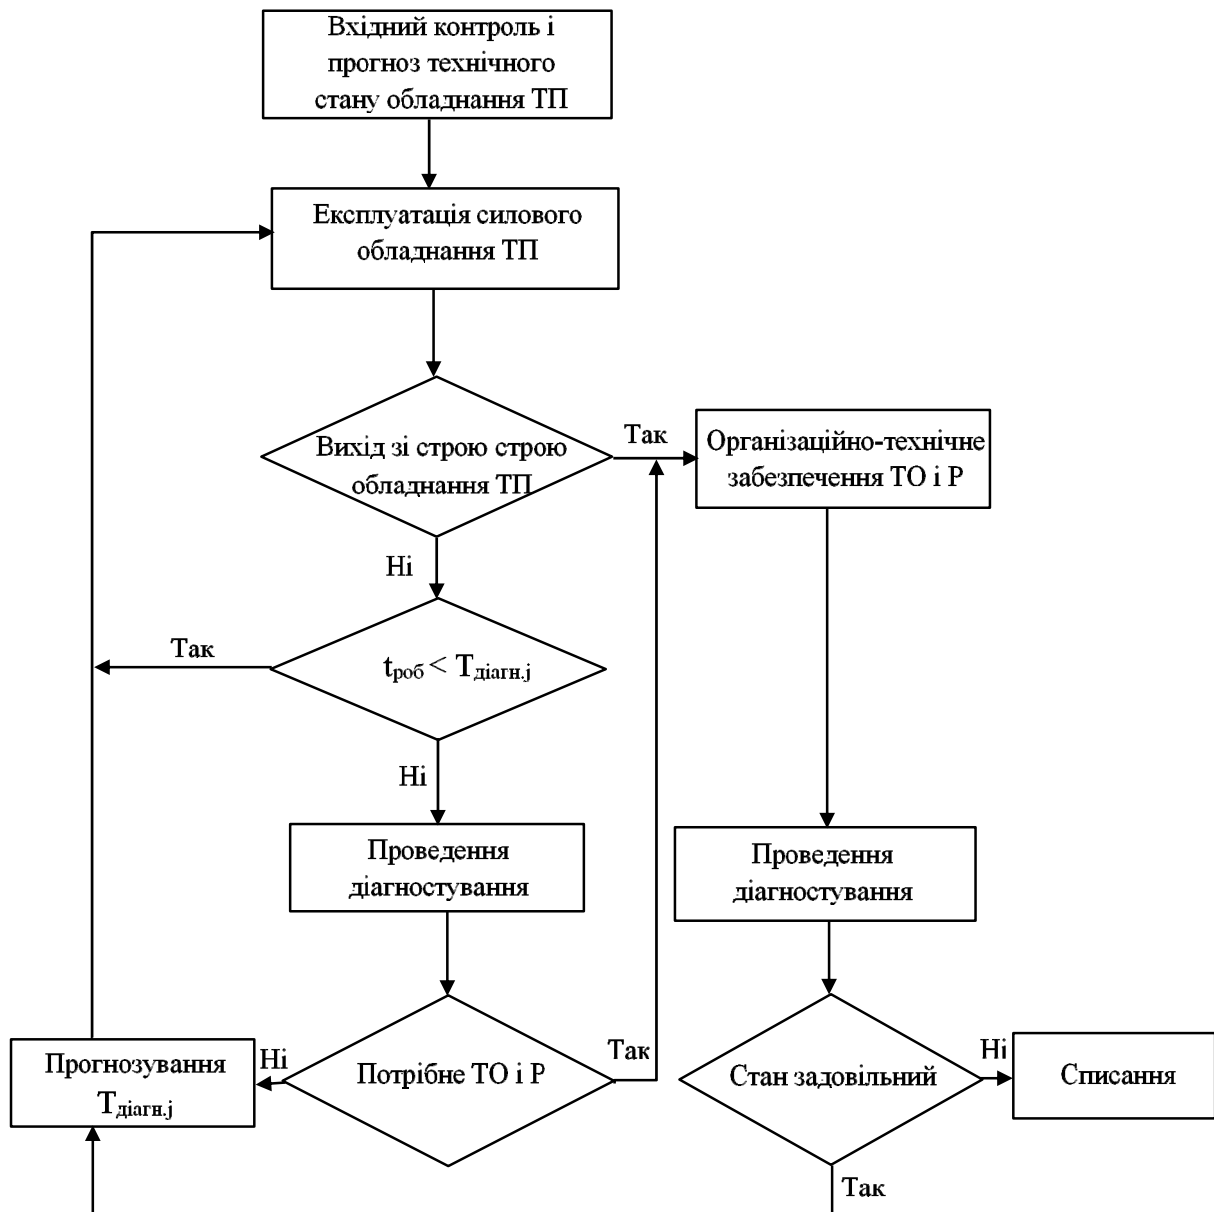 Вхідний контроль і
прогноз технічного
стану обладнання ТП
Експлуатація силового
обладнання ТП
Вихід зі строю строю
обладнання ТП
Так
Організаційно-технічне
забезпечення ТО і Р
Ні
Так
tроб < Tдіагн.j
Ні
Проведення
діагностування
Проведення
діагностування
Прогнозування
Tдіагн.j
Ні
Потрібне ТО і Р
Так
Стан задовільний
Ні
Списання
Так